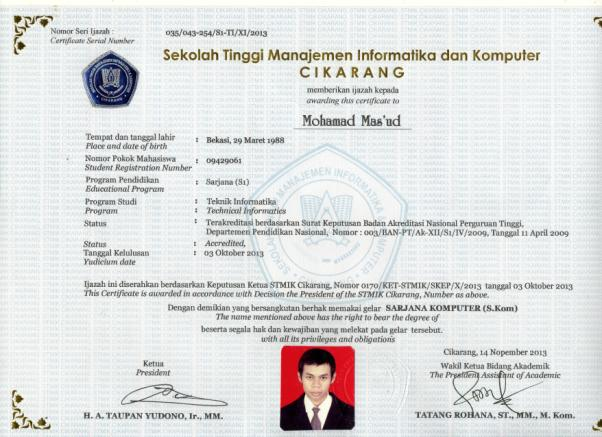 Nomor Seri Ijazah : 035/043-254/S1-TI/XI/2013
Certificate Serial Number
Sekolah Tinggi Manajemen Informatika dan Komputer
CIKARANG
memberikan ijazah kepada
awarding this certificate to
Mohamad Mas'ud
Tempat dan tanggal lahir : Bekasi, 29 Maret 1988
Place and date of birth
Nomor Pokok Mahasiswa : 09429061
Student Registration Number
Program Pendidikan : Sarjana (S1)
Educational Program
Program Studi : Teknik Informatika
Program : Technical Informatics
Status : Terakreditasi berdasarkan Surat Keputusan Badan Akreditasi Nasional Perguruan Tinggi,
Departemen Pendidikan Nasional, Nomor : 003/BAN-PT/Ak-XII/S1/IV/2009, Tanggal 11 April 2009
Status : Accredited,
Tanggal Kelulusan : 03 Oktober 2013
Yudicium date
Ijazah ini diserahkan berdasarkan Keputusan Ketua STMIK Cikarang, Nomor 0170/KET-STMIK/SKEP/X/2013 tanggal 03 Oktober 2013
This Certificate is awarded in accordance with Decision the President of the STMIK Cikarang, Number as above.
Dengan demikian yang bersangkutan berhak memakai gelar SARJANA KOMPUTER (S.Kom)
The name mentioned above has the right to bear the degree of
beserta segala hak dan kewajiban yang melekat pada gelar tersebut.
with all its privileges and obligations
Cikarang, 14 Nopember 2013
Ketua
President
Wakil Ketua Bidang Akademik
The President Assistant of Academic
H. A. TAUPAN YUDONO, Ir., MM.
TATANG ROHANA, ST., MM., M. Kom.